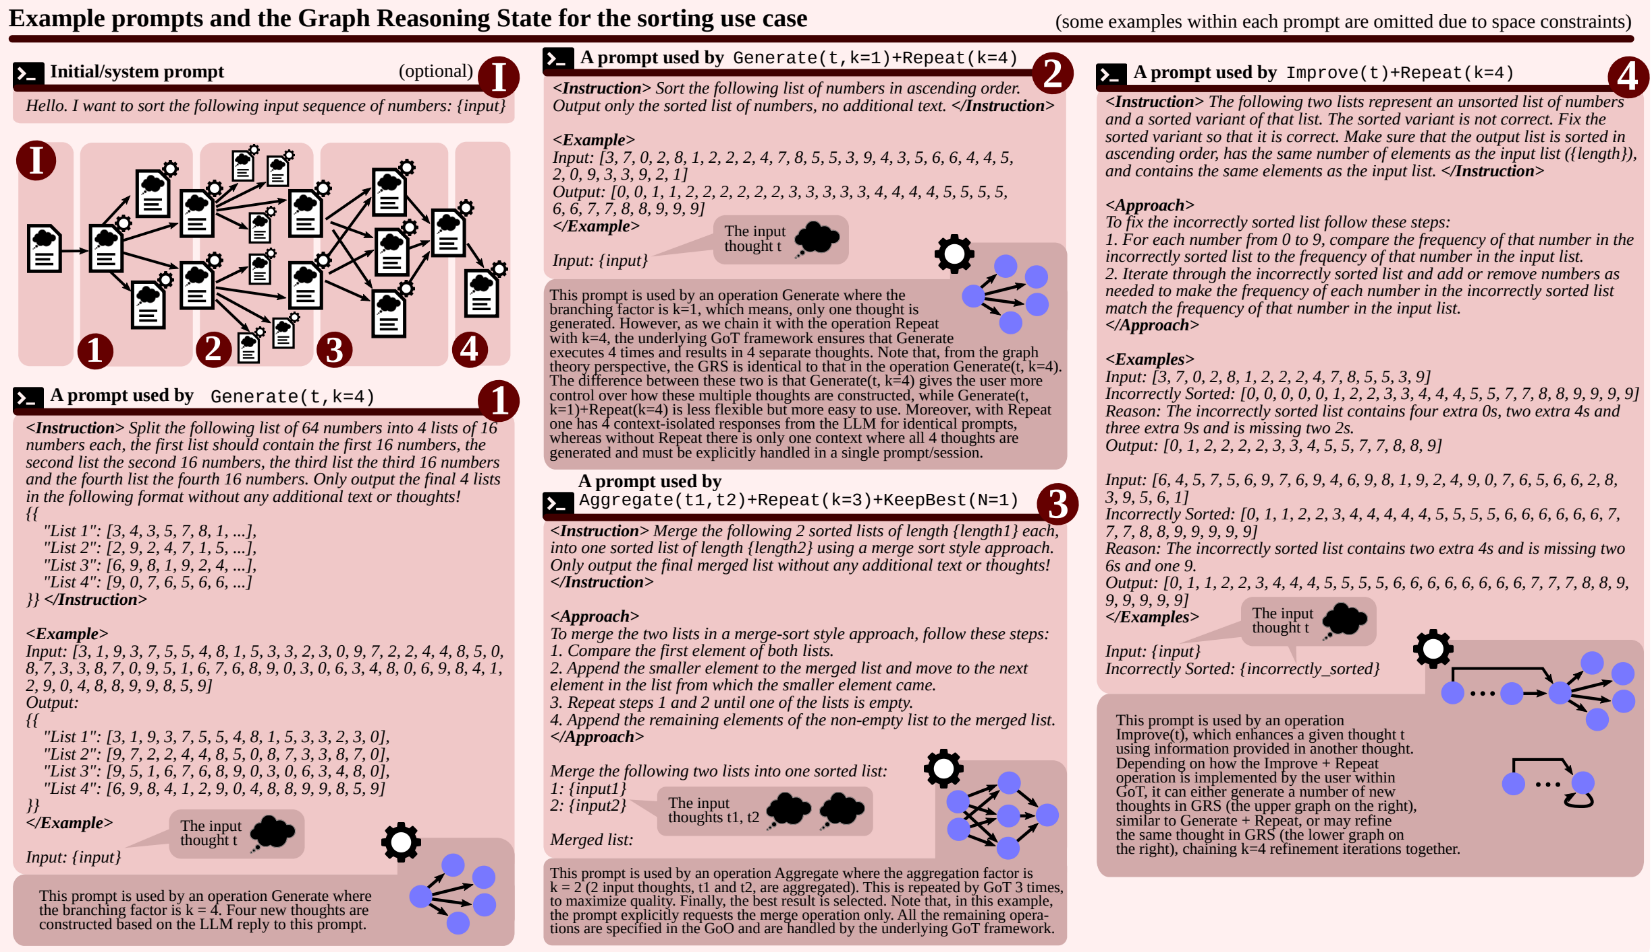 Example prompts and the Graph Reasoning State for the sorting use case
(some examples within each prompt are omitted due to space constraints)
Initial/system prompt (optional) I
Hello. I want to sort the following input sequence of numbers: {input}
I
1
2
3
4
A prompt used by Generate(t,k=4) 1
<Instruction> Split the following list of 64 numbers into 4 lists of 16
numbers each, the first list should contain the first 16 numbers, the
second list the second 16 numbers, the third list the third 16 numbers
and the fourth list the fourth 16 numbers. Only output the final 4 lists
in the following format without any additional text or thoughts!
{{
"List 1": [3, 4, 3, 5, 7, 8, 1, ...],
"List 2": [2, 9, 2, 4, 7, 1, 5, ...],
"List 3": [6, 9, 8, 1, 9, 2, 4, ...],
"List 4": [9, 0, 7, 6, 5, 6, 6, ...]
}} </Instruction>
<Example>
Input: [3, 1, 9, 3, 7, 5, 5, 4, 8, 1, 5, 3, 3, 2, 3, 0, 9, 7, 2, 2, 4, 4, 8, 5, 0,
8, 7, 3, 3, 8, 7, 0, 9, 5, 1, 6, 7, 6, 8, 9, 0, 3, 0, 6, 3, 4, 8, 0, 6, 9, 8, 4, 1,
2, 9, 0, 4, 8, 8, 9, 9, 8, 5, 9]
Output:
{{
"List 1": [3, 1, 9, 3, 7, 5, 5, 4, 8, 1, 5, 3, 3, 2, 3, 0],
"List 2": [9, 7, 2, 2, 4, 4, 8, 5, 0, 8, 7, 3, 3, 8, 7, 0],
"List 3": [9, 5, 1, 6, 7, 6, 8, 9, 0, 3, 0, 6, 3, 4, 8, 0],
"List 4": [6, 9, 8, 4, 1, 2, 9, 0, 4, 8, 8, 9, 9, 8, 5, 9]
}}
</Example>
The input
thought t
Input: {input}
This prompt is used by an operation Generate where
the branching factor is k = 4. Four new thoughts are
constructed based on the LLM reply to this prompt.
A prompt used by Generate(t,k=1)+Repeat(k=4) 2
<Instruction> Sort the following list of numbers in ascending order.
Output only the sorted list of numbers, no additional text. </Instruction>
<Example>
Input: [3, 7, 0, 2, 8, 1, 2, 2, 2, 4, 7, 8, 5, 5, 3, 9, 4, 3, 5, 6, 6, 4, 4, 5,
2, 0, 9, 3, 3, 9, 2, 1]
Output: [0, 0, 1, 1, 2, 2, 2, 2, 2, 2, 3, 3, 3, 3, 3, 4, 4, 4, 4, 5, 5, 5, 5,
6, 6, 7, 7, 8, 8, 9, 9, 9]
</Example>
The input
thought t
Input: {input}
This prompt is used by an operation Generate where the
branching factor is k=1, which means, only one thought is
generated. However, as we chain it with the operation Repeat
with k=4, the underlying GoT framework ensures that Generate
executes 4 times and results in 4 separate thoughts. Note that, from the graph
theory perspective, the GRS is identical to that in the operation Generate(t, k=4).
The difference between these two is that Generate(t, k=4) gives the user more
control over how these multiple thoughts are constructed, while Generate(t,
k=1)+Repeat(k=4) is less flexible but more easy to use. Moreover, with Repeat
one has 4 context-isolated responses from the LLM for identical prompts,
whereas without Repeat there is only one context where all 4 thoughts are
generated and must be explicitly handled in a single prompt/session.
A prompt used by
Aggregate(t1,t2)+Repeat(k=3)+KeepBest(N=1) 3
<Instruction> Merge the following 2 sorted lists of length {length1} each,
into one sorted list of length {length2} using a merge sort style approach.
Only output the final merged list without any additional text or thoughts!
</Instruction>
<Approach>
To merge the two lists in a merge-sort style approach, follow these steps:
1. Compare the first element of both lists.
2. Append the smaller element to the merged list and move to the next
element in the list from which the smaller element came.
3. Repeat steps 1 and 2 until one of the lists is empty.
4. Append the remaining elements of the non-empty list to the merged list.
</Approach>
Merge the following two lists into one sorted list:
1: {input1}
2: {input2}
The input
thoughts t1, t2
Merged list:
This prompt is used by an operation Aggregate where the aggregation factor is
k = 2 (2 input thoughts, t1 and t2, are aggregated). This is repeated by GoT 3 times,
to maximize quality. Finally, the best result is selected. Note that, in this example,
the prompt explicitly requests the merge operation only. All the remaining opera-
tions are specified in the GoO and are handled by the underlying GoT framework.
A prompt used by Improve(t)+Repeat(k=4) 4
<Instruction> The following two lists represent an unsorted list of numbers
and a sorted variant of that list. The sorted variant is not correct. Fix the
sorted variant so that it is correct. Make sure that the output list is sorted in
ascending order, has the same number of elements as the input list ({length}),
and contains the same elements as the input list. </Instruction>
<Approach>
To fix the incorrectly sorted list follow these steps:
1. For each number from 0 to 9, compare the frequency of that number in the
incorrectly sorted list to the frequency of that number in the input list.
2. Iterate through the incorrectly sorted list and add or remove numbers as
needed to make the frequency of each number in the incorrectly sorted list
match the frequency of that number in the input list.
</Approach>
<Examples>
Input: [3, 7, 0, 2, 8, 1, 2, 2, 2, 4, 7, 8, 5, 5, 3, 9]
Incorrectly Sorted: [0, 0, 0, 0, 0, 1, 2, 2, 3, 3, 4, 4, 4, 5, 5, 7, 7, 8, 8, 9, 9, 9, 9]
Reason: The incorrectly sorted list contains four extra 0s, two extra 4s and
three extra 9s and is missing two 2s.
Output: [0, 1, 2, 2, 2, 2, 3, 3, 4, 5, 5, 7, 7, 8, 8, 9]
Input: [6, 4, 5, 7, 5, 6, 9, 7, 6, 9, 4, 6, 9, 8, 1, 9, 2, 4, 9, 0, 7, 6, 5, 6, 6, 2, 8,
3, 9, 5, 6, 1]
Incorrectly Sorted: [0, 1, 1, 2, 2, 3, 4, 4, 4, 4, 4, 5, 5, 5, 5, 6, 6, 6, 6, 6, 6, 7,
7, 7, 8, 8, 9, 9, 9, 9, 9]
Reason: The incorrectly sorted list contains two extra 4s and is missing two
6s and one 9.
Output: [0, 1, 1, 2, 2, 3, 4, 4, 4, 5, 5, 5, 5, 6, 6, 6, 6, 6, 6, 6, 6, 7, 7, 7, 8, 8, 9,
9, 9, 9, 9, 9]
</Examples>
The input
thought t
Input: {input}
Incorrectly Sorted: {incorrectly_sorted}
This prompt is used by an operation
Improve(t), which enhances a given thought t
using information provided in another thought.
Depending on how the Improve + Repeat
operation is implemented by the user within
GoT, it can either generate a number of new
thoughts in GRS (the upper graph on the right),
similar to Generate + Repeat, or may refine
the same thought in GRS (the lower graph on
the right), chaining k=4 refinement iterations together.